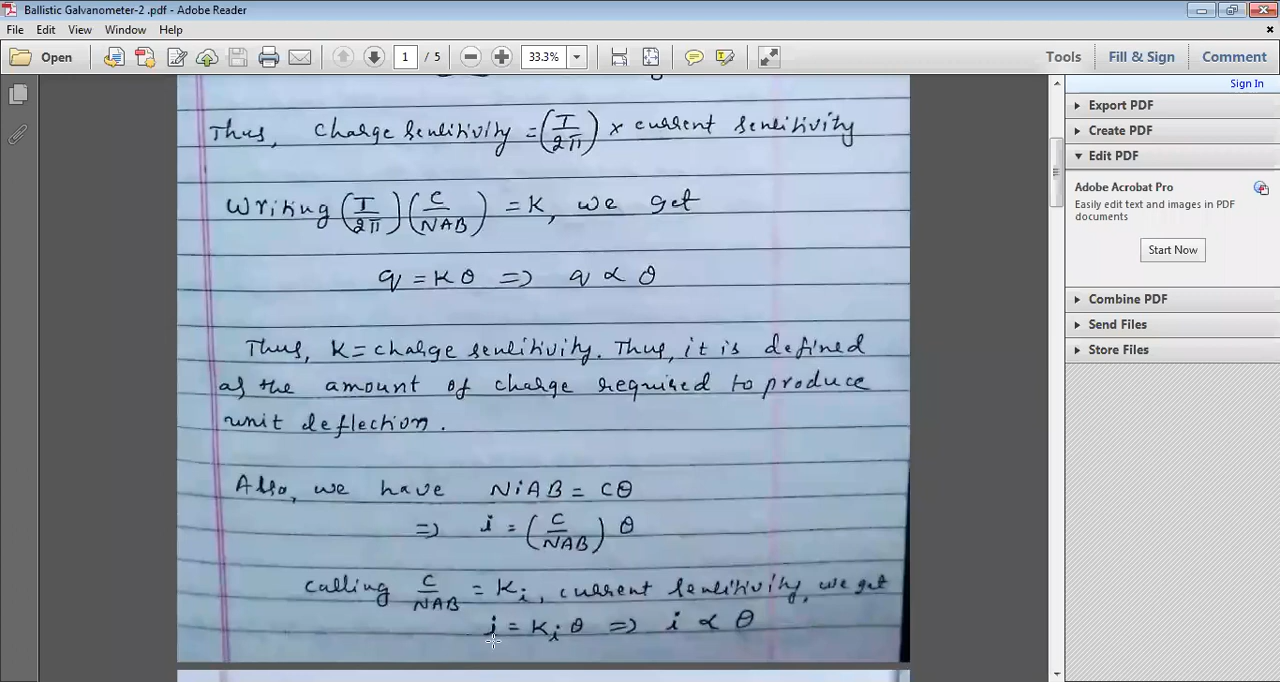 Ballistic Galvanometer-2 .pdf - Adobe Reader
File Edit View Window Help
Open 1 / 5 33.3% Tools Fill & Sign Comment
Sign In
Export PDF
Create PDF
Edit PDF
Adobe Acrobat Pro
Easily edit text and images in PDF
documents
Start Now
Combine PDF
Send Files
Store Files
Thus, charge sensitivity = (T/2π) × current sensitivity
Writing (T/2π) (C/NAB) = K, we get
q = Kθ ⇒ q ∝ θ
Thus, K = charge sensitivity. Thus, it is defined
as the amount of charge required to produce
unit deflection.
Also, we have NiAB = Cθ
⇒ i = (C/NAB) θ
Calling C/NAB = Ki, current sensitivity, we get
i = Ki θ ⇒ i ∝ θ